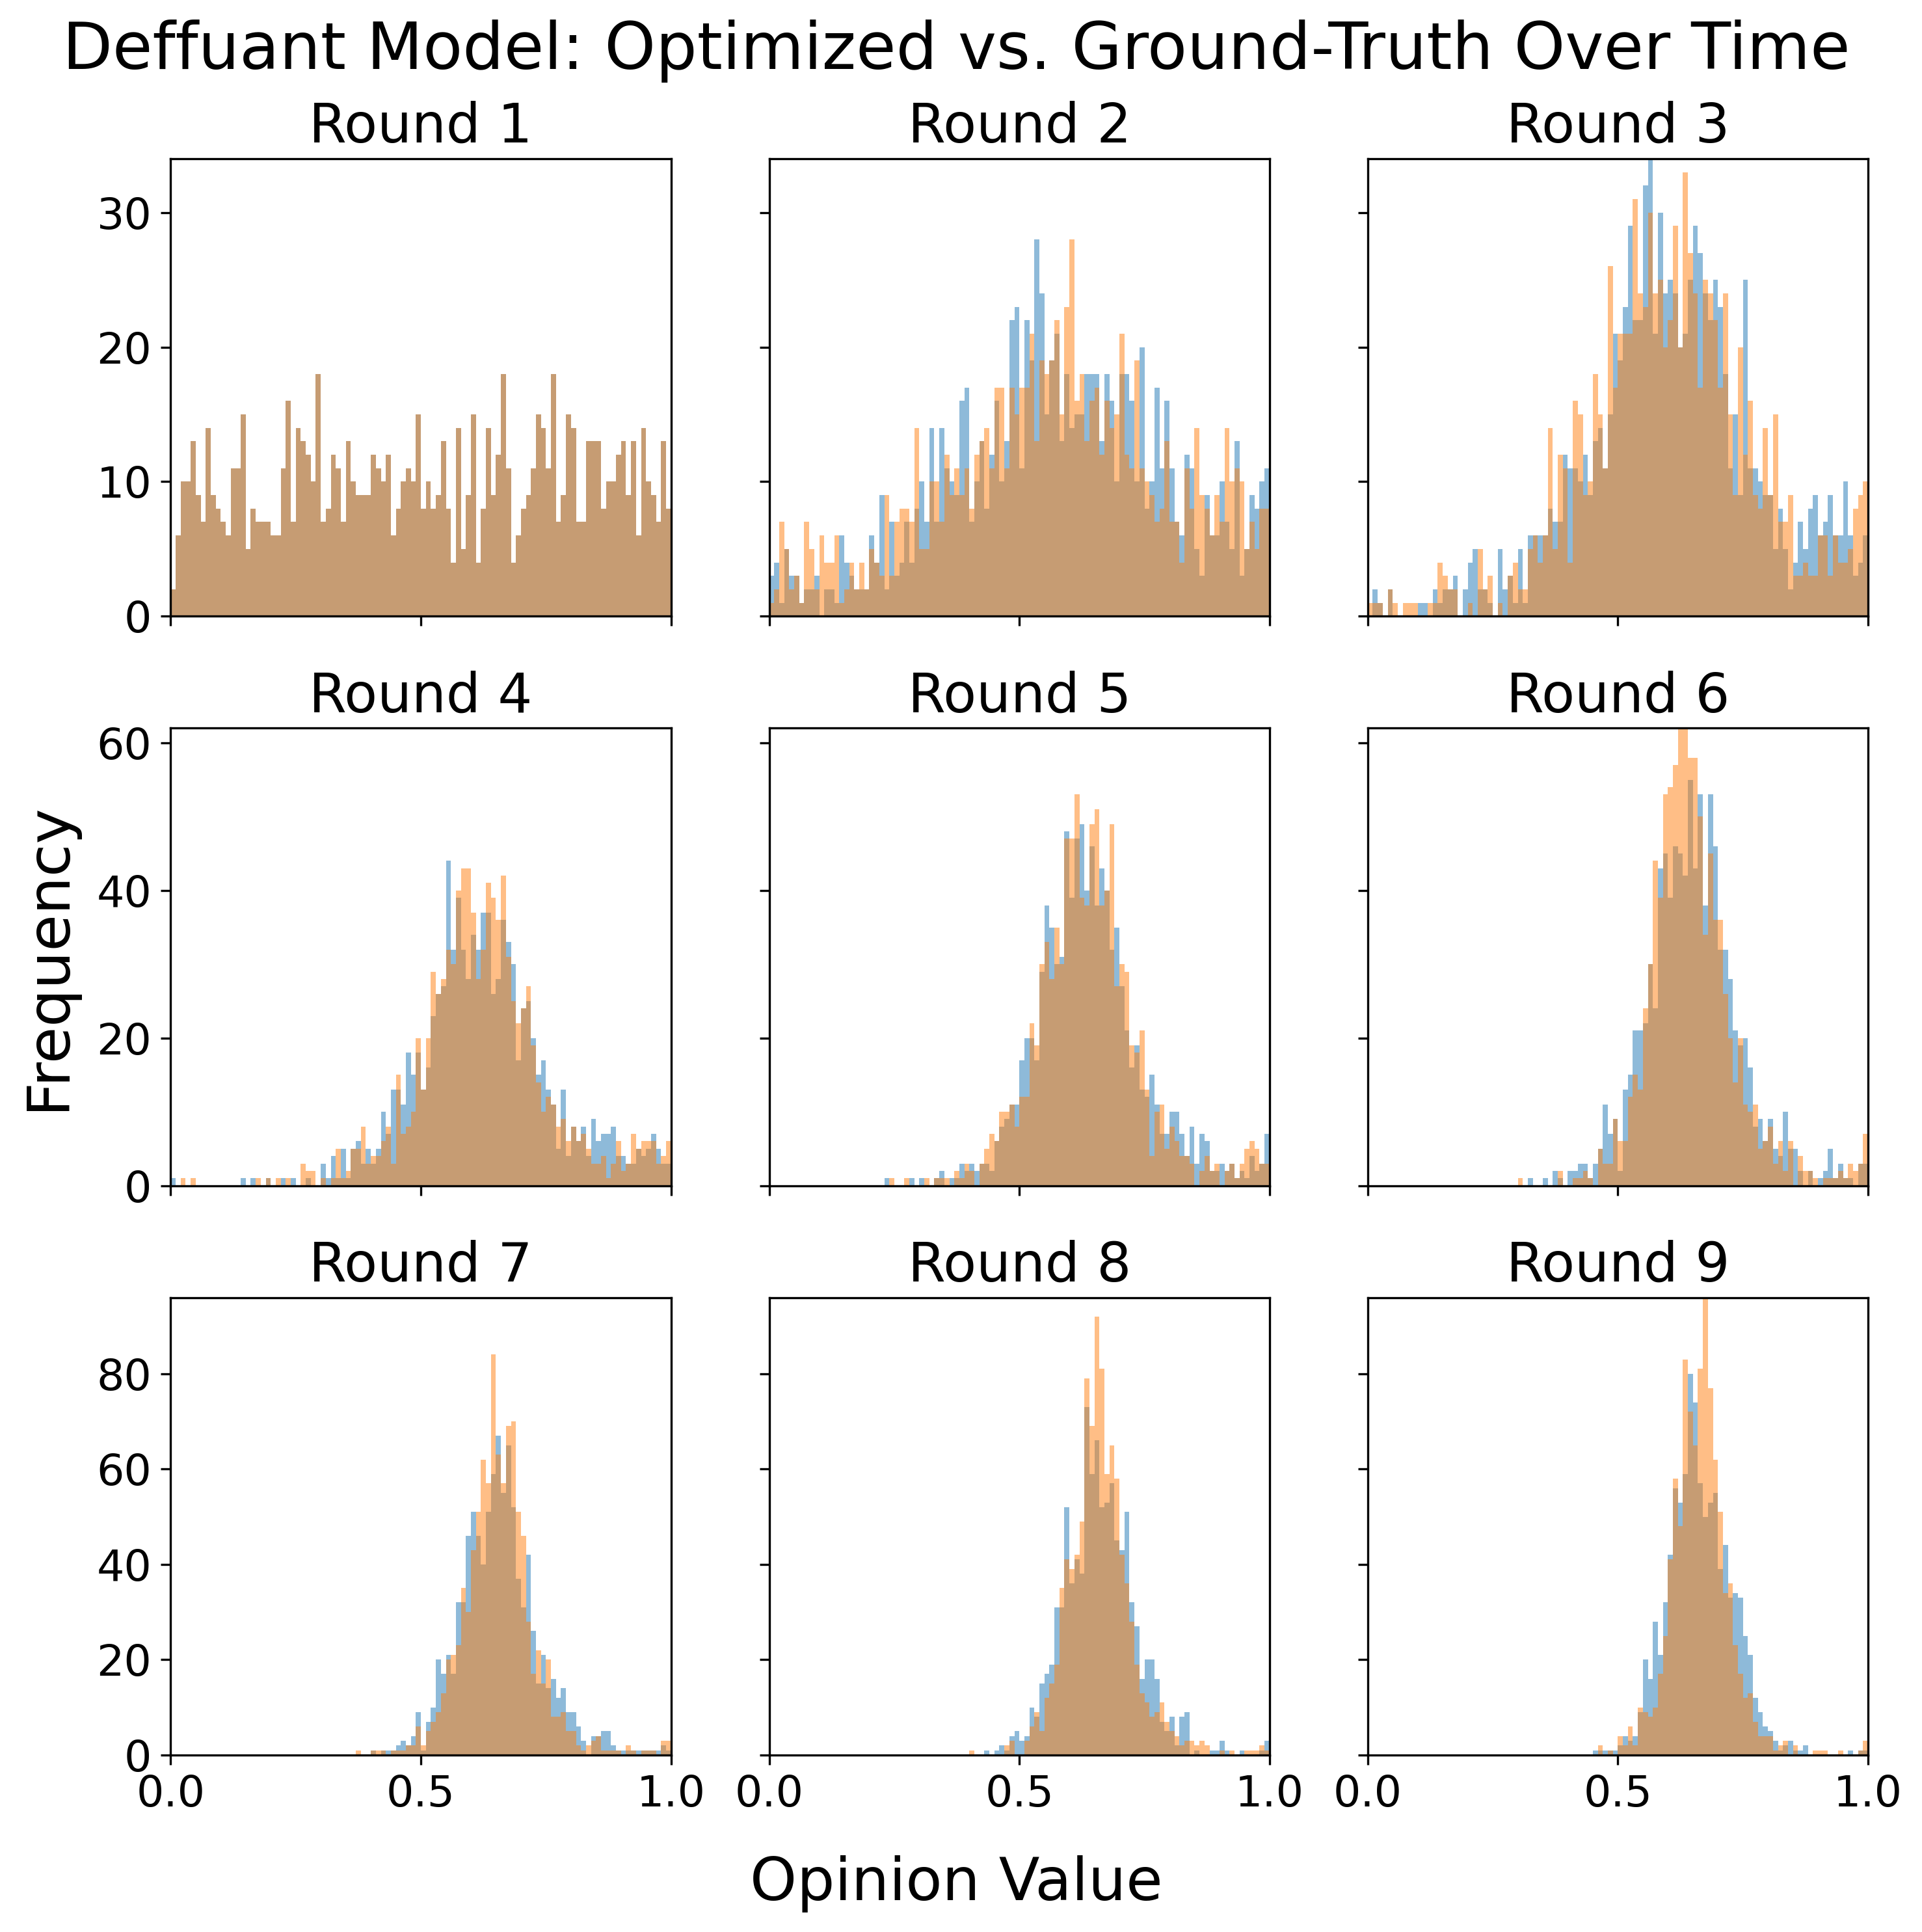 Deffuant Model: Optimized vs. Ground-Truth Over Time
Round 1
Round 2
Round 3
30
20
10
0
Round 4
Round 5
Round 6
60
40
20
0
Frequency
Round 7
Round 8
Round 9
80
60
40
20
0
0.0 0.5 1.0
0.0 0.5 1.0
0.0 0.5 1.0
Opinion Value